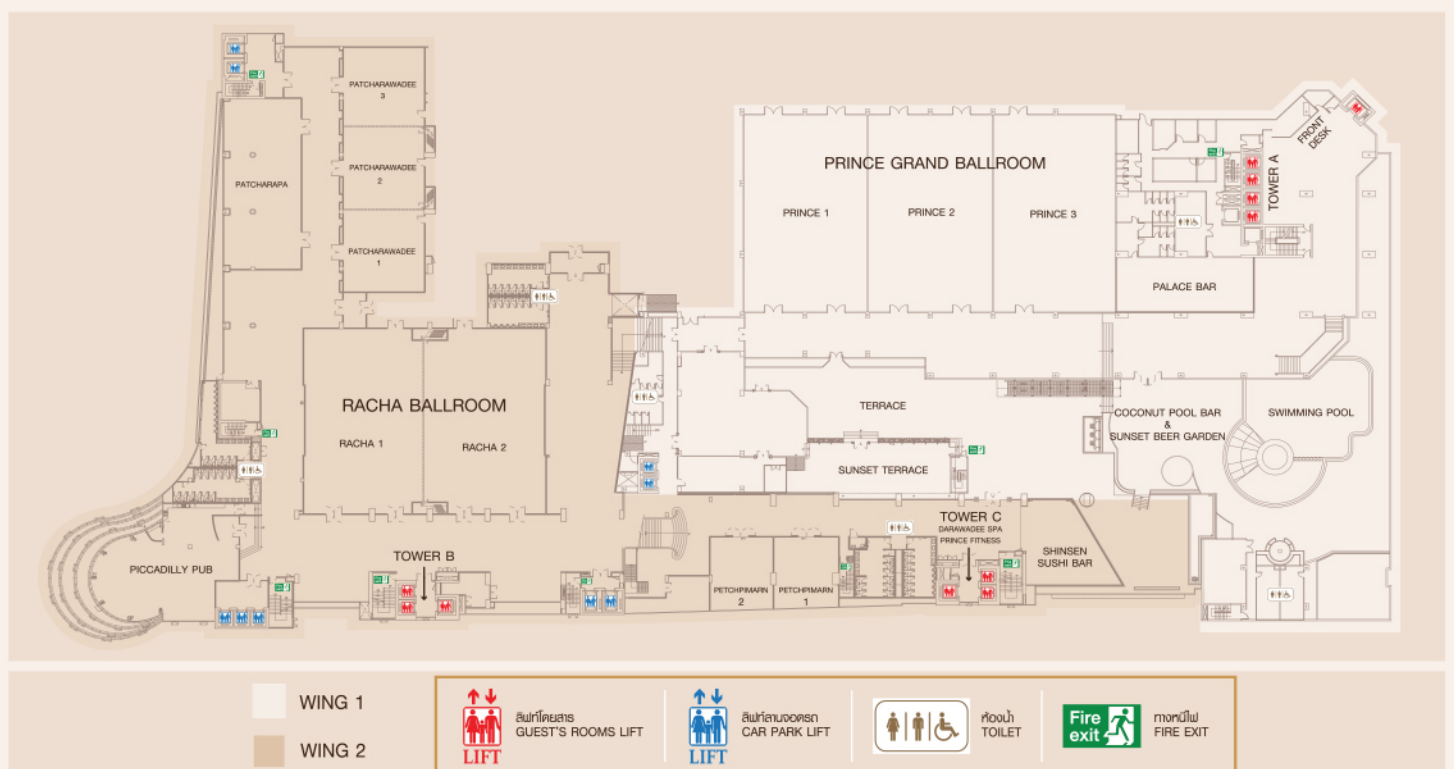 PATCHARAWADEE
3
PATCHARAPA
PATCHARAWADEE
2
PATCHARAWADEE
1
PRINCE GRAND BALLROOM
PRINCE 1
PRINCE 2
PRINCE 3
FRONT
DESK
TOWER A
PALACE BAR
RACHA BALLROOM
RACHA 1
RACHA 2
TERRACE
SUNSET TERRACE
COCONUT POOL BAR
&
SUNSET BEER GARDEN
SWIMMING POOL
PICCADILLY PUB
TOWER B
PETCHPIMARN
2
PETCHPIMARN
1
TOWER C
DARAWADEE SPA
PRINCE FITNESS
SHINSEN
SUSHI BAR
WING 1
WING 2
LIFT
ลิฟท์โดยสาร
GUEST'S ROOMS LIFT
LIFT
ลิฟท์ลานจอดรถ
CAR PARK LIFT
ห้องน้ำ
TOILET
Fire
exit
ทางหนีไฟ
FIRE EXIT